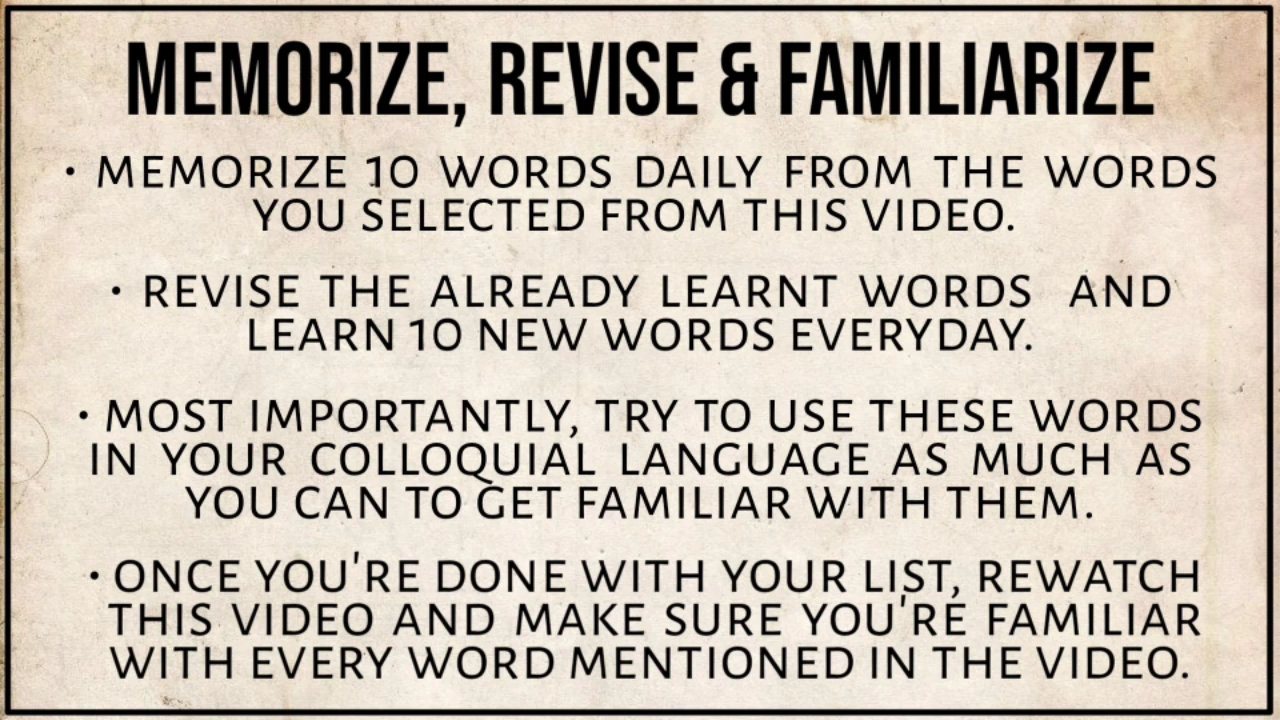 MEMORIZE, REVISE & FAMILIARIZE
• MEMORIZE 10 WORDS DAILY FROM THE WORDS
YOU SELECTED FROM THIS VIDEO.
• REVISE THE ALREADY LEARNT WORDS AND
LEARN 10 NEW WORDS EVERYDAY.
• MOST IMPORTANTLY, TRY TO USE THESE WORDS
IN YOUR COLLOQUIAL LANGUAGE AS MUCH AS
YOU CAN TO GET FAMILIAR WITH THEM.
• ONCE YOU'RE DONE WITH YOUR LIST, REWATCH
THIS VIDEO AND MAKE SURE YOU'RE FAMILIAR
WITH EVERY WORD MENTIONED IN THE VIDEO.